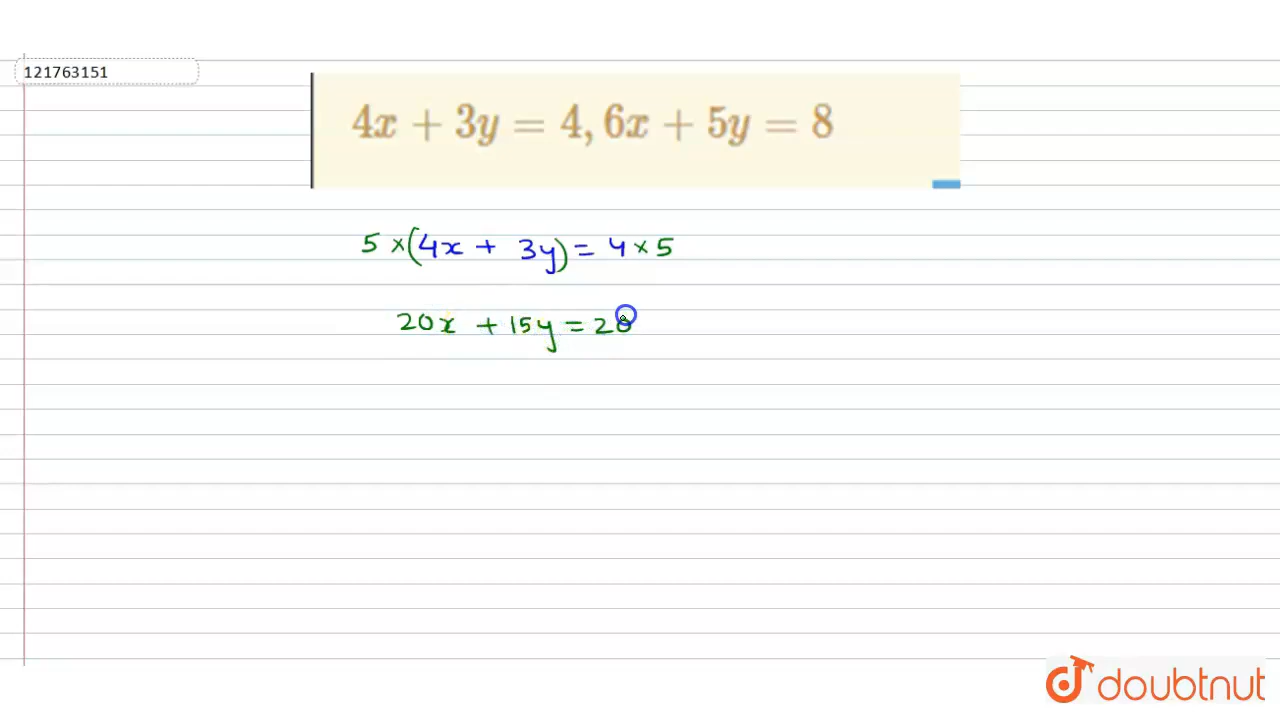 121763151
4x + 3y = 4, 6x + 5y = 8
5 × (4x + 3y) = 4 × 5
20x + 15y = 20
doubtnut